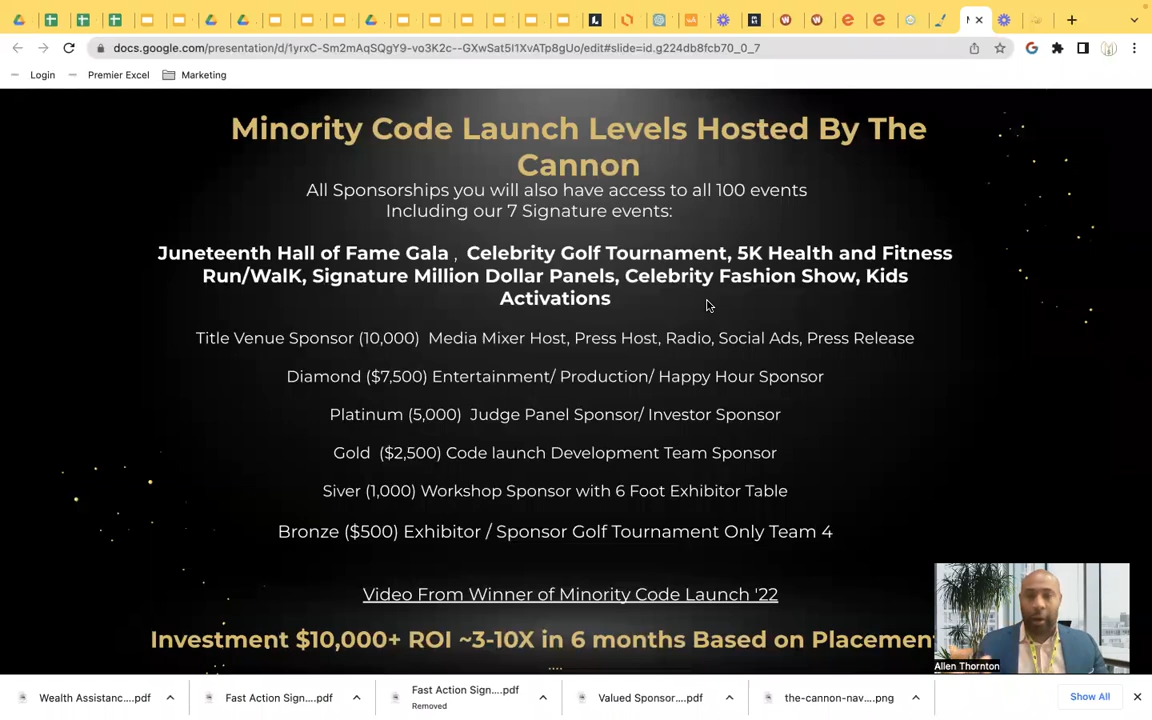 M
docs.google.com/presentation/d/1yrxC-Sm2mAqSQgY9-vo3K2c--GXwSat5I1XvATp8gUo/edit#slide=id.g224db8fcb70_0_7
Login
Premier Excel
Marketing
Minority Code Launch Levels Hosted By The
Cannon
All Sponsorships you will also have access to all 100 events
Including our 7 Signature events:
Juneteenth Hall of Fame Gala , Celebrity Golf Tournament, 5K Health and Fitness
Run/WalK, Signature Million Dollar Panels, Celebrity Fashion Show, Kids
Activations
Title Venue Sponsor (10,000) Media Mixer Host, Press Host, Radio, Social Ads, Press Release
Diamond ($7,500) Entertainment/ Production/ Happy Hour Sponsor
Platinum (5,000) Judge Panel Sponsor/ Investor Sponsor
Gold ($2,500) Code launch Development Team Sponsor
Siver (1,000) Workshop Sponsor with 6 Foot Exhibitor Table
Bronze ($500) Exhibitor / Sponsor Golf Tournament Only Team 4
Video From Winner of Minority Code Launch '22
Investment $10,000+ ROI ~3-10X in 6 months Based on Placemen
Allen Thornton
Wealth Assistanc....pdf
Fast Action Sign....pdf
Fast Action Sign....pdf
Removed
Valued Sponsor....pdf
the-cannon-nav....png
Show All